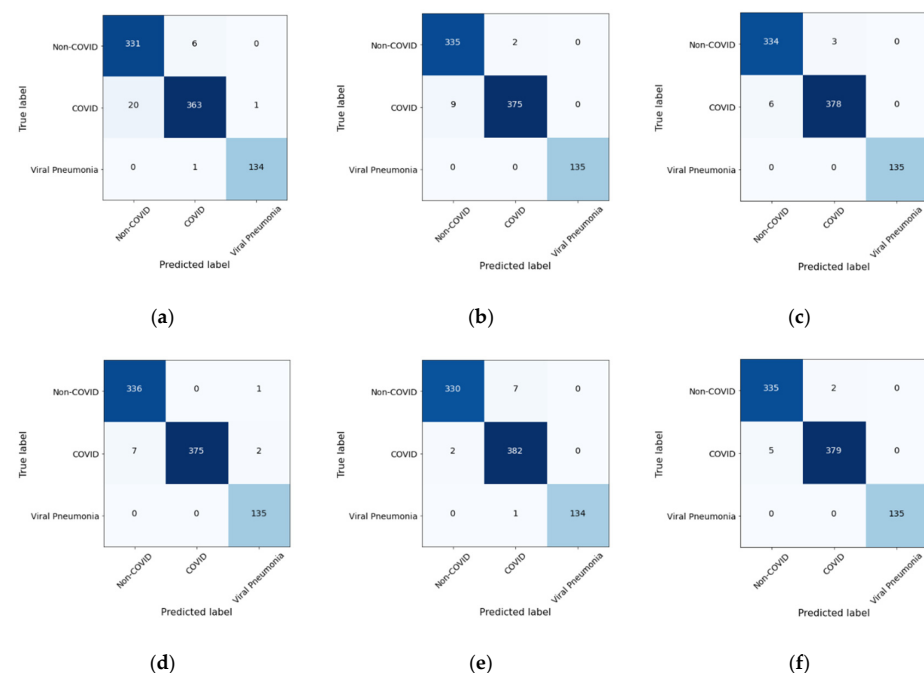 Non-COVID 331 6 0
COVID 20 363 1
Viral Pneumonia 0 1 134
True label
Non-COVID COVID Viral Pneumonia
Predicted label
(a)
Non-COVID 335 2 0
COVID 9 375 0
Viral Pneumonia 0 0 135
True label
Non-COVID COVID Viral Pneumonia
Predicted label
(b)
Non-COVID 334 3 0
COVID 6 378 0
Viral Pneumonia 0 0 135
True label
Non-COVID COVID Viral Pneumonia
Predicted label
(c)
Non-COVID 336 0 1
COVID 7 375 2
Viral Pneumonia 0 0 135
True label
Non-COVID COVID Viral Pneumonia
Predicted label
(d)
Non-COVID 330 7 0
COVID 2 382 0
Viral Pneumonia 0 1 134
True label
Non-COVID COVID Viral Pneumonia
Predicted label
(e)
Non-COVID 335 2 0
COVID 5 379 0
Viral Pneumonia 0 0 135
True label
Non-COVID COVID Viral Pneumonia
Predicted label
(f)